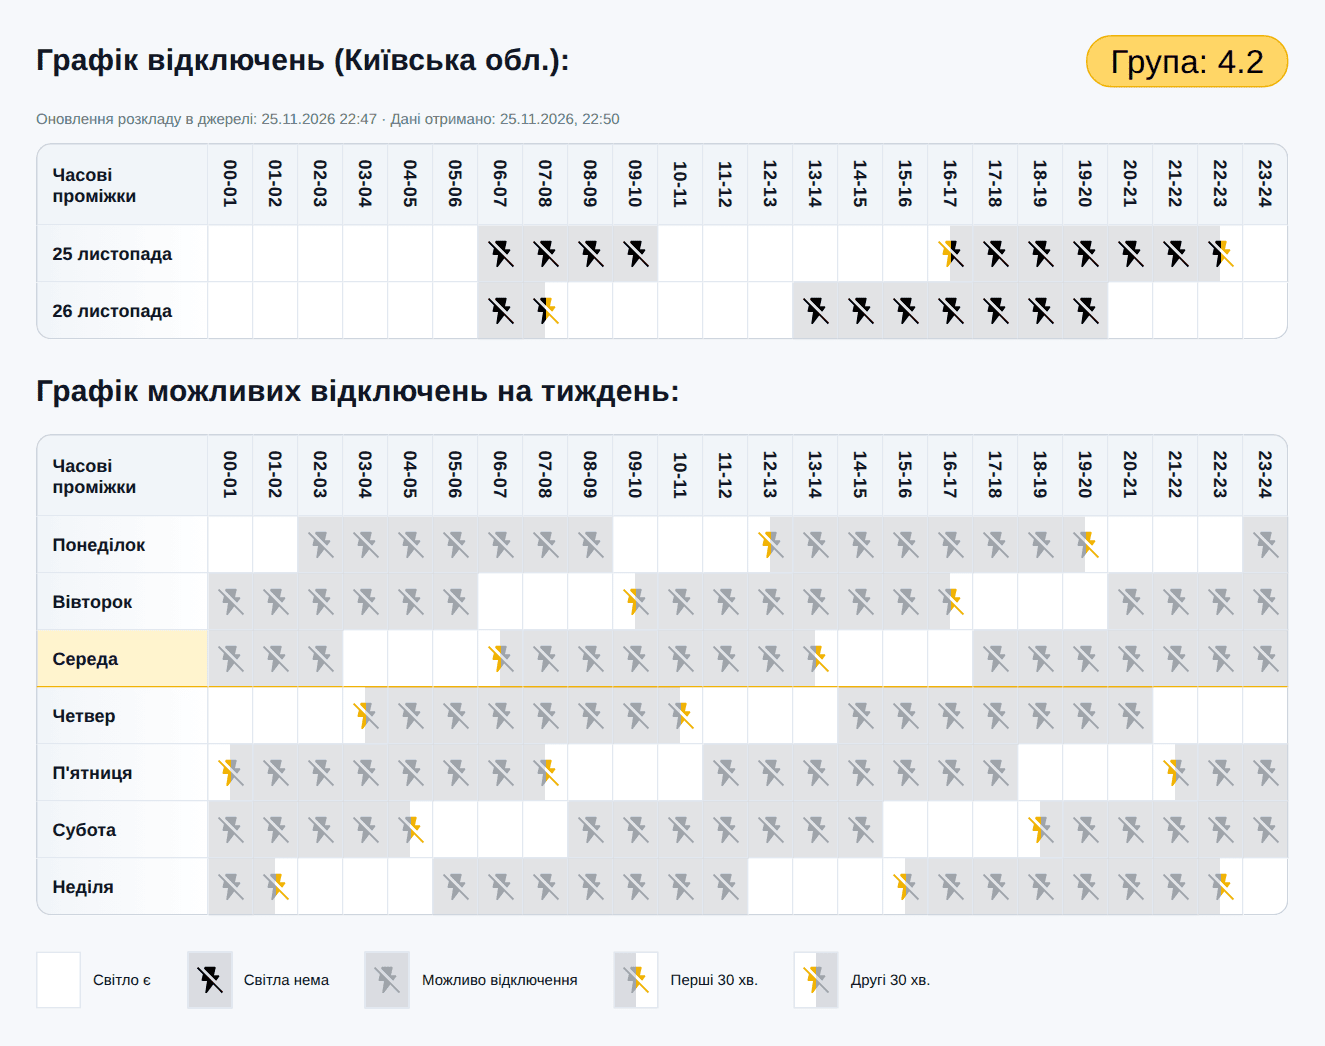 Графік відключень (Київська обл.):
Група: 4.2
Оновлення розкладу в джерелі: 25.11.2026 22:47 · Дані отримано: 25.11.2026, 22:50
Часові проміжки 00-01 01-02 02-03 03-04 04-05 05-06 06-07 07-08 08-09 09-10 10-11 11-12 12-13 13-14 14-15 15-16 16-17 17-18 18-19 19-20 20-21 21-22 22-23 23-24
25 листопада
26 листопада
Графік можливих відключень на тиждень:
Часові проміжки 00-01 01-02 02-03 03-04 04-05 05-06 06-07 07-08 08-09 09-10 10-11 11-12 12-13 13-14 14-15 15-16 16-17 17-18 18-19 19-20 20-21 21-22 22-23 23-24
Понеділок
Вівторок
Середа
Четвер
П'ятниця
Субота
Неділя
Світло є Світла нема Можливо відключення Перші 30 хв. Другі 30 хв.